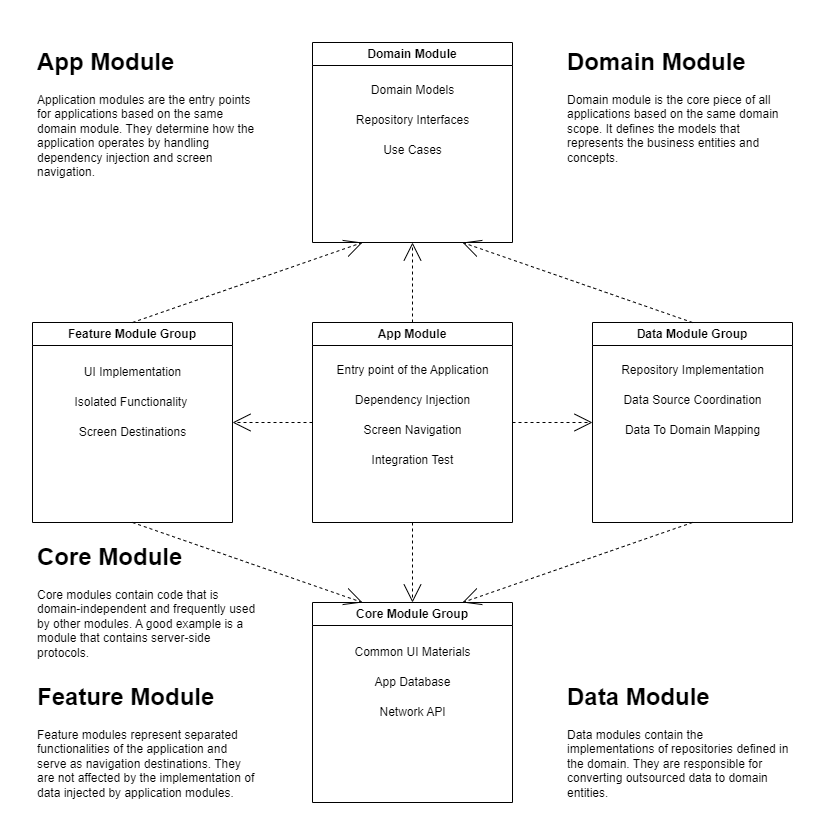 App Module
Application modules are the entry points
for applications based on the same
domain module. They determine how the
application operates by handling
dependency injection and screen
navigation.
Domain Module
Domain Models
Repository Interfaces
Use Cases
Domain Module
Domain module is the core piece of all
applications based on the same domain
scope. It defines the models that
represents the business entities and
concepts.
Feature Module Group
UI Implementation
Isolated Functionality
Screen Destinations
App Module
Entry point of the Application
Dependency Injection
Screen Navigation
Integration Test
Data Module Group
Repository Implementation
Data Source Coordination
Data To Domain Mapping
Core Module
Core modules contain code that is
domain-independent and frequently used
by other modules. A good example is a
module that contains server-side
protocols.
Core Module Group
Common UI Materials
App Database
Network API
Feature Module
Feature modules represent separated
functionalities of the application and
serve as navigation destinations. They
are not affected by the implementation of
data injected by application modules.
Data Module
Data modules contain the
implementations of repositories defined in
the domain. They are responsible for
converting outsourced data to domain
entities.